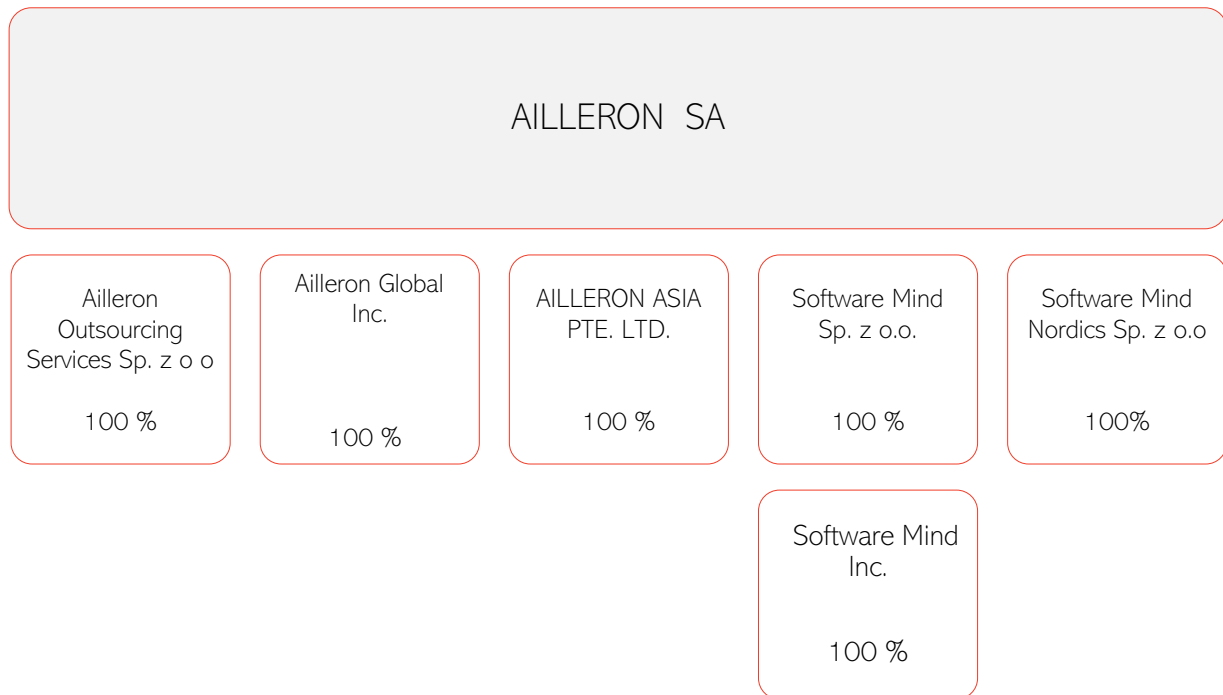 AILLERON SA
Ailleron
Outsourcing
Services Sp. z o o
100 %
Ailleron Global
Inc.
100 %
AILLERON ASIA
PTE. LTD.
100 %
Software Mind
Sp. z o.o.
100 %
Software Mind
Nordics Sp. z o.o
100%
Software Mind
Inc.
100 %